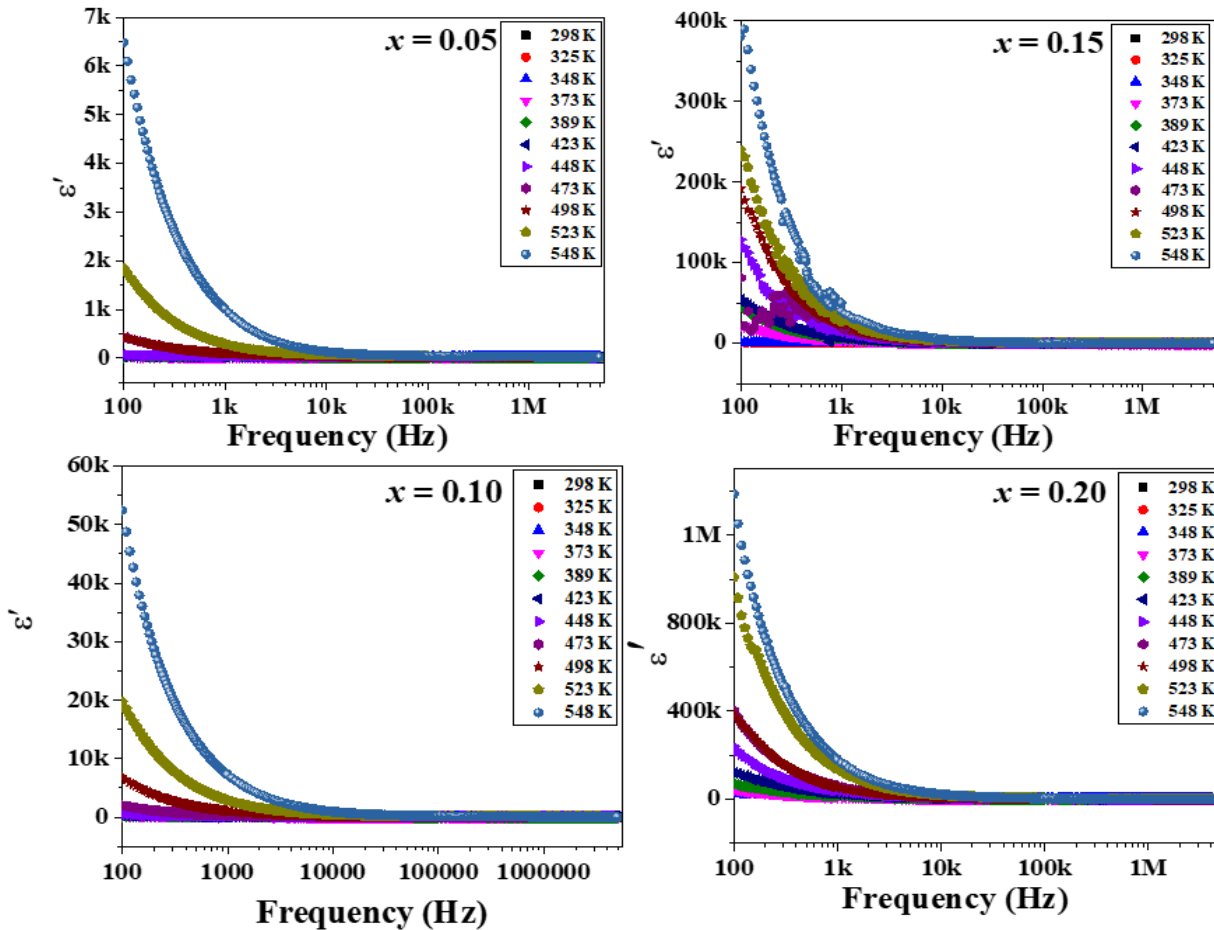 7k
6k
5k
4k
3k
2k
1k
0
ε′
x = 0.05
298 K
325 K
348 K
373 K
389 K
423 K
448 K
473 K
498 K
523 K
548 K
100 1k 10k 100k 1M
Frequency (Hz)
400k
300k
200k
100k
0
ε′
x = 0.15
298 K
325 K
348 K
373 K
389 K
423 K
448 K
473 K
498 K
523 K
548 K
100 1k 10k 100k 1M
Frequency (Hz)
60k
50k
40k
30k
20k
10k
0
ε′
x = 0.10
298 K
325 K
348 K
373 K
389 K
423 K
448 K
473 K
498 K
523 K
548 K
100 1000 10000 100000 1000000
Frequency (Hz)
1M
800k
400k
0
ε′
x = 0.20
298 K
325 K
348 K
373 K
389 K
423 K
448 K
473 K
498 K
523 K
548 K
100 1k 10k 100k 1M
Frequency (Hz)